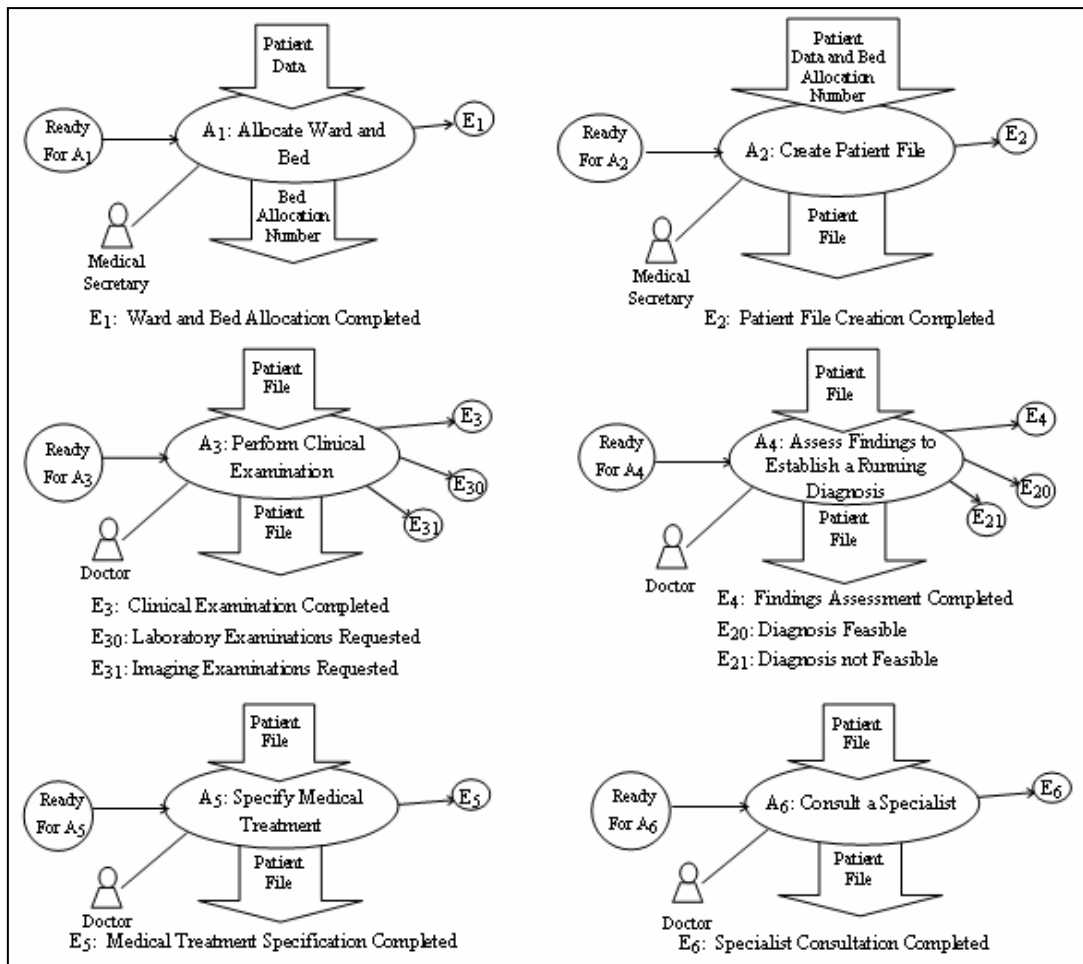 Patient
Data
Ready
For A1
A1: Allocate Ward and
Bed
E1
Bed
Allocation
Number
Medical
Secretary
E1: Ward and Bed Allocation Completed
Patient
Data and Bed
Allocation
Number
Ready
For A2
A2: Create Patient File
E2
Patient
File
Medical
Secretary
E2: Patient File Creation Completed
Patient
File
Ready
For A3
A3: Perform Clinical
Examination
E3
E30
E31
Patient
File
Doctor
E3: Clinical Examination Completed
E30: Laboratory Examinations Requested
E31: Imaging Examinations Requested
Patient
File
Ready
For A4
A4: Assess Findings to
Establish a Running
Diagnosis
E4
E20
E21
Patient
File
Doctor
E4: Findings Assessment Completed
E20: Diagnosis Feasible
E21: Diagnosis not Feasible
Patient
File
Ready
For A5
A5: Specify Medical
Treatment
E5
Patient
File
Doctor
E5: Medical Treatment Specification Completed
Patient
File
Ready
For A6
A6: Consult a Specialist
E6
Patient
File
Doctor
E6: Specialist Consultation Completed